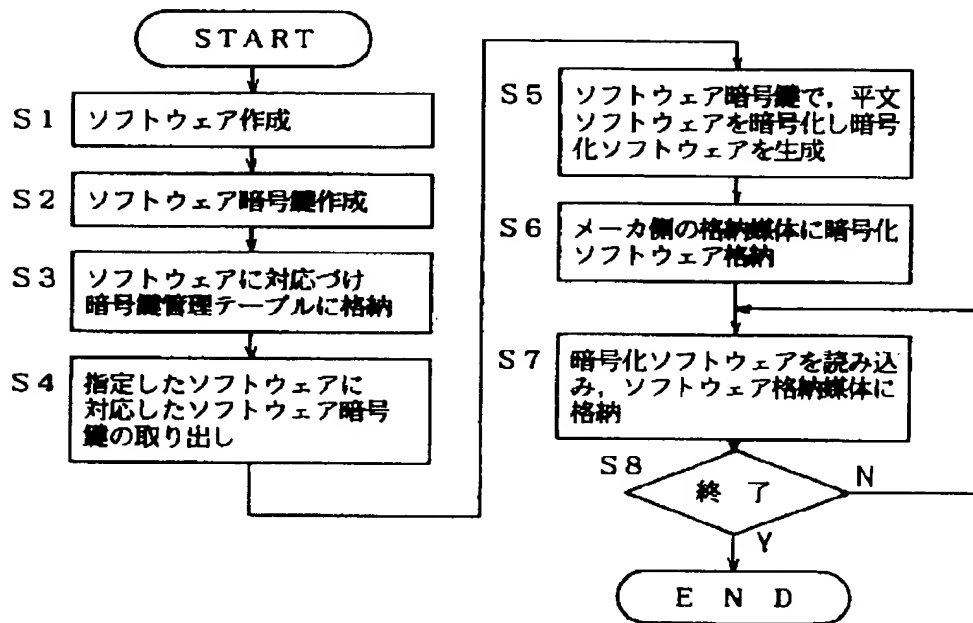 START
S1 ソフトウェア作成
S2 ソフトウェア暗号鍵作成
S3 ソフトウェアに対応づけ
暗号鍵管理テーブルに格納
S4 指定したソフトウェアに
対応したソフトウェア暗号
鍵の取り出し
S5 ソフトウェア暗号鍵で,平文
ソフトウェアを暗号化し暗号
化ソフトウェアを生成
S6 メーカ側の格納媒体に暗号化
ソフトウェア格納
S7 暗号化ソフトウェアを読み込
み,ソフトウェア格納媒体に
格納
S8 終了 N
Y
END